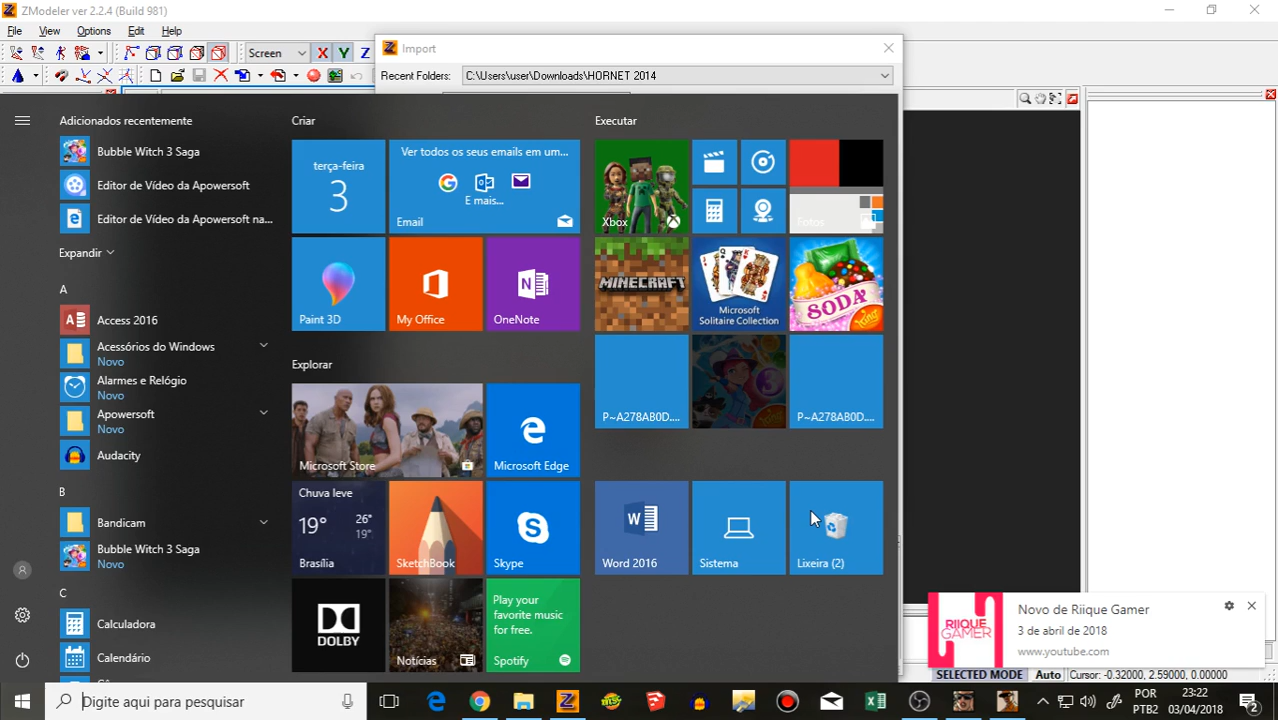 ZModeler ver 2.2.4 (Build 981)
File View Options Edit Help
Screen X Y Z
Import
Recent Folders: C:\Users\user\Downloads\HORNET 2014
Adicionados recentemente
Bubble Witch 3 Saga
Editor de Vídeo da Apowersoft
Editor de Vídeo da Apowersoft na...
Expandir
A
Access 2016
Acessórios do Windows
Novo
Alarmes e Relógio
Novo
Apowersoft
Novo
Audacity
B
Bandicam
Bubble Witch 3 Saga
Novo
C
Calculadora
Calendário
Criar
terça-feira
3
Ver todos os seus emails em um...
E mais...
Email
Paint 3D
My Office
OneNote
Explorar
Microsoft Store
Microsoft Edge
Chuva leve
19° 26°
19°
Brasília
SketchBook
Skype
DOLBY
Notícias
Play your
favorite music
for free.
Spotify
Executar
Xbox
Fotos
MINECRAFT
Microsoft
Solitaire Collection
SODA
King
P~A278AB0D....
P~A278AB0D....
Word 2016
Sistema
Lixeira (2)
RIIQUE
GAMER
Novo de Riique Gamer
3 de abril de 2018
www.youtube.com
SELECTED MODE Auto Cursor: -0.32000, 2.59000, 0.00000
Digite aqui para pesquisar
POR
PTB2
23:22
03/04/2018
2